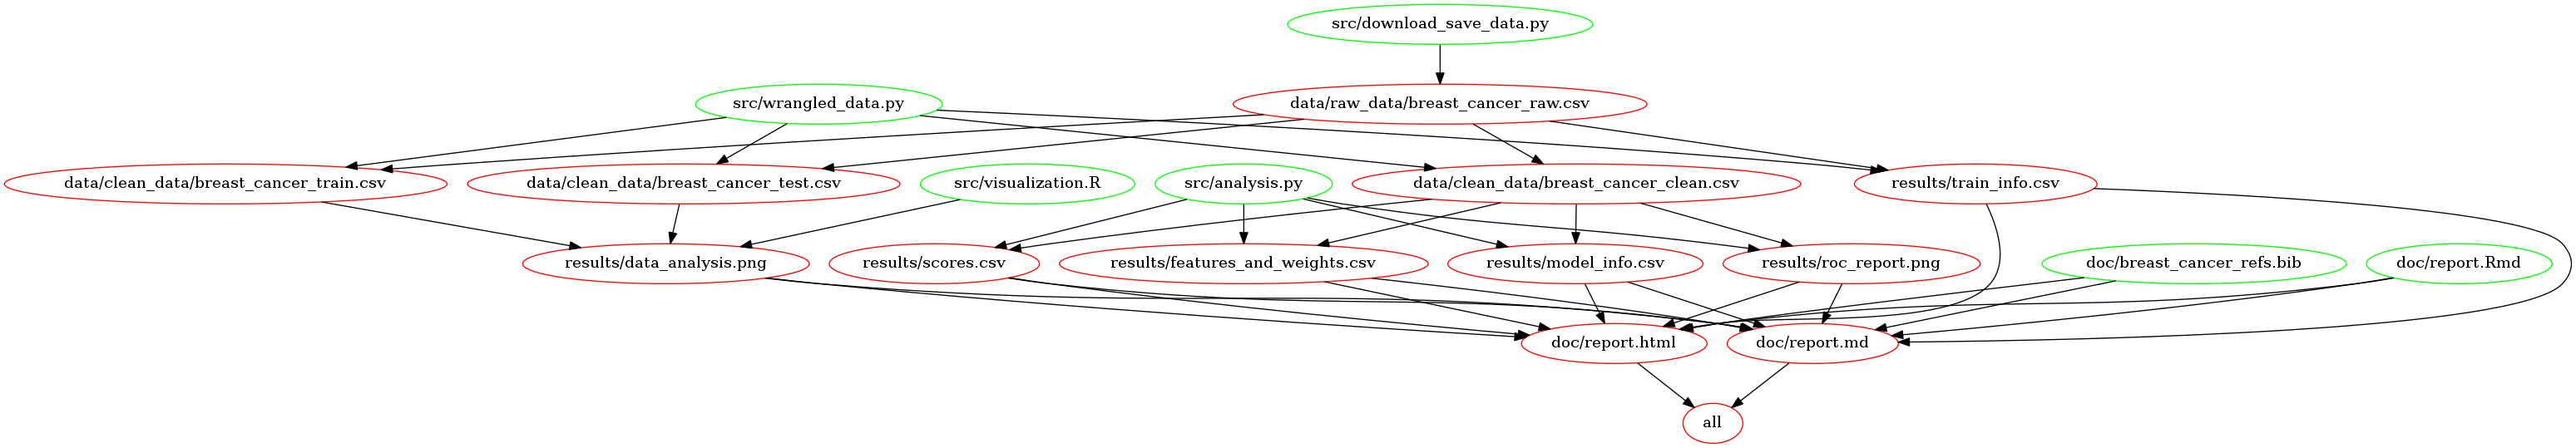 src/download_save_data.py
src/wrangled_data.py
data/raw_data/breast_cancer_raw.csv
data/clean_data/breast_cancer_train.csv
data/clean_data/breast_cancer_test.csv
src/visualization.R
src/analysis.py
data/clean_data/breast_cancer_clean.csv
results/train_info.csv
results/data_analysis.png
results/scores.csv
results/features_and_weights.csv
results/model_info.csv
results/roc_report.png
doc/breast_cancer_refs.bib
doc/report.Rmd
doc/report.html
doc/report.md
all